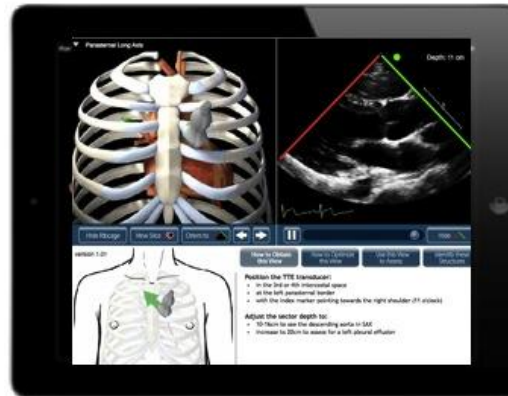 Parasternal Long Axis
Depth: 11 cm
Hide Ribcage
View Slice
Orient to
Hide
version 1.01
How to Obtain
this View
How to Optimize
this View
Use this View
to Assess
Identify these
Structures
Position the TTE transducer:
• in the 3rd or 4th intercostal space
• at the left parasternal border
• with the index marker pointing towards the right shoulder (11 o'clock)
Adjust the sector depth to:
• 10-16cm to see the descending aorta in SAX
• increase to 20cm to assess for a left pleural effusion